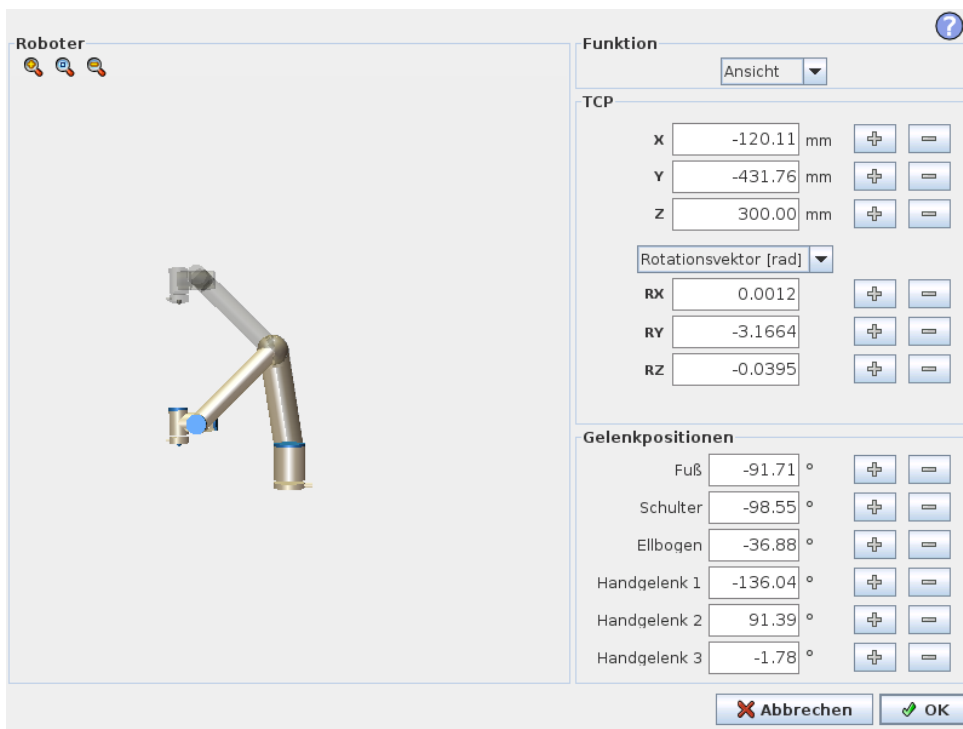 Roboter
Funktion
Ansicht
TCP
X -120.11 mm
Y -431.76 mm
Z 300.00 mm
Rotationsvektor [rad]
RX 0.0012
RY -3.1664
RZ -0.0395
Gelenkpositionen
Fuß -91.71 °
Schulter -98.55 °
Ellbogen -36.88 °
Handgelenk 1 -136.04 °
Handgelenk 2 91.39 °
Handgelenk 3 -1.78 °
Abbrechen OK